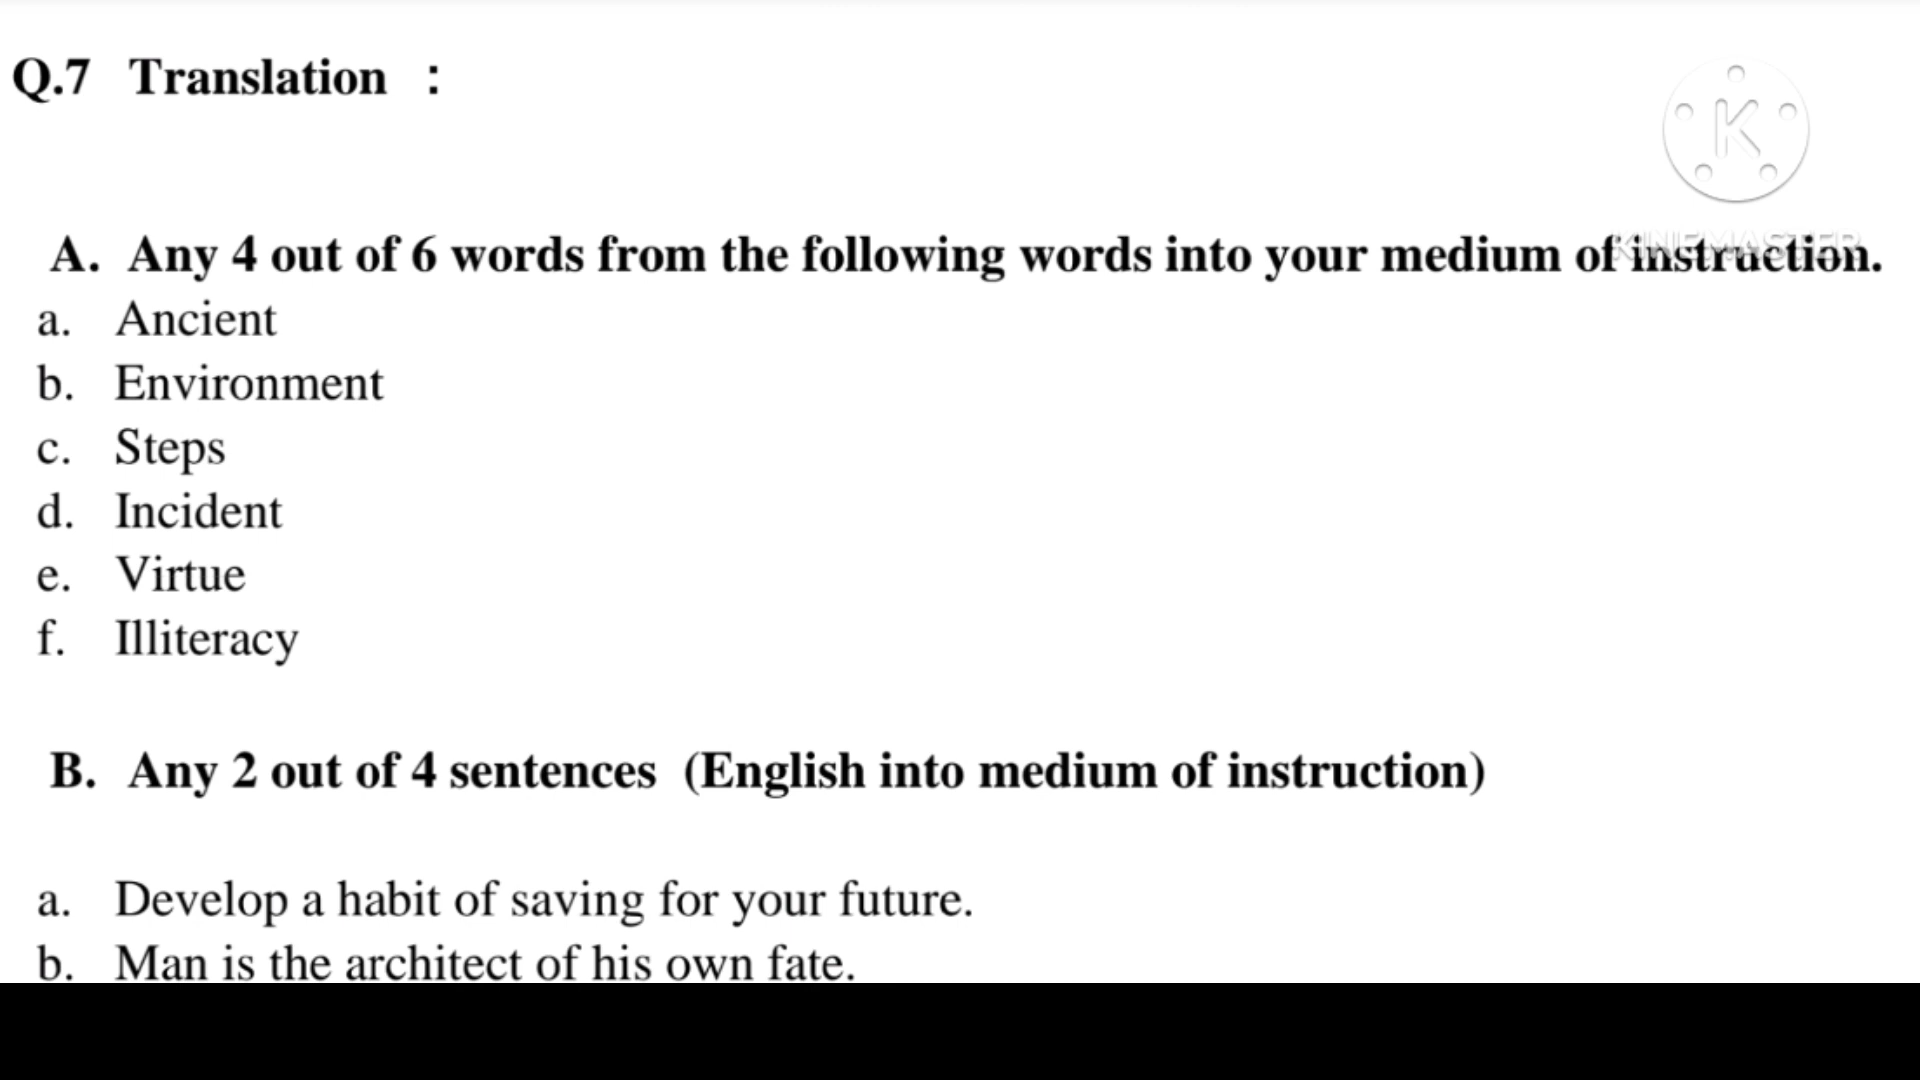 Q.7 Translation :
K
KINEMASTER
A. Any 4 out of 6 words from the following words into your medium of instruction.
a. Ancient
b. Environment
c. Steps
d. Incident
e. Virtue
f. Illiteracy
B. Any 2 out of 4 sentences (English into medium of instruction)
a. Develop a habit of saving for your future.
b. Man is the architect of his own fate.